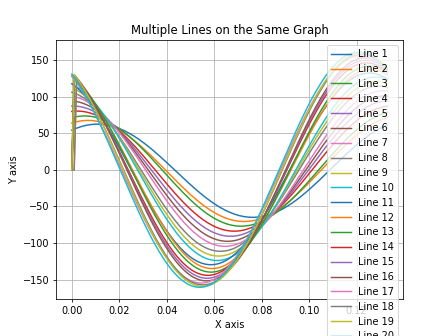 Multiple Lines on the Same Graph
Y axis
150
100
50
0
−50
−100
−150
0.00
0.02
0.04
0.06
0.08
0.10
X axis
Line 1
Line 2
Line 3
Line 4
Line 5
Line 6
Line 7
Line 8
Line 9
Line 10
Line 11
Line 12
Line 13
Line 14
Line 15
Line 16
Line 17
Line 18
Line 19
Line 20